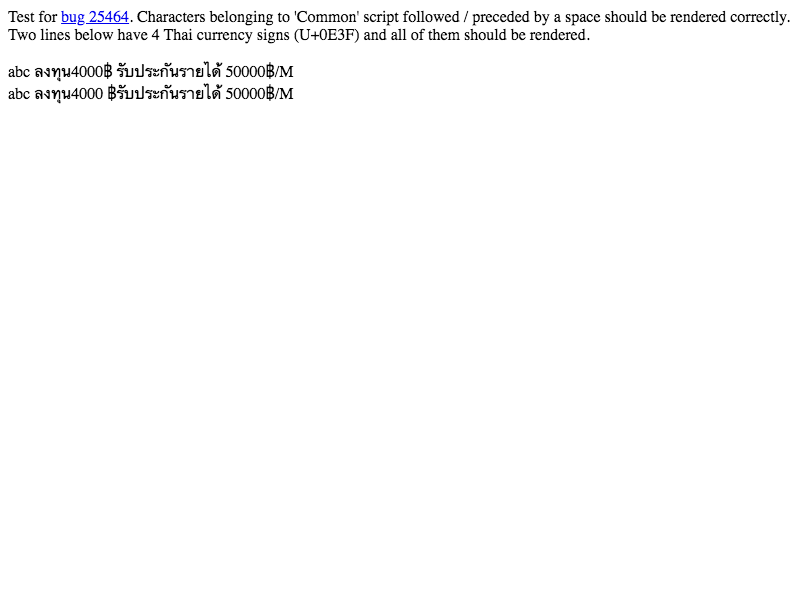 Test for bug 25464. Characters belonging to 'Common' script followed / preceded by a space should be rendered correctly.
Two lines below have 4 Thai currency signs (U+0E3F) and all of them should be rendered.
abc ลงทุน4000฿ รับประกันรายได้ 50000฿/M
abc ลงทุน4000 ฿รับประกันรายได้ 50000฿/M